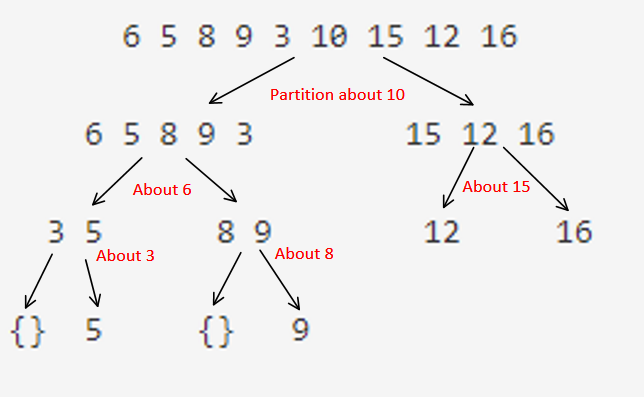 6 5 8 9 3 10 15 12 16
Partition about 10
6 5 8 9 3 15 12 16
About 6 About 15
3 5 8 9 12 16
About 3 About 8
{} 5 {} 9